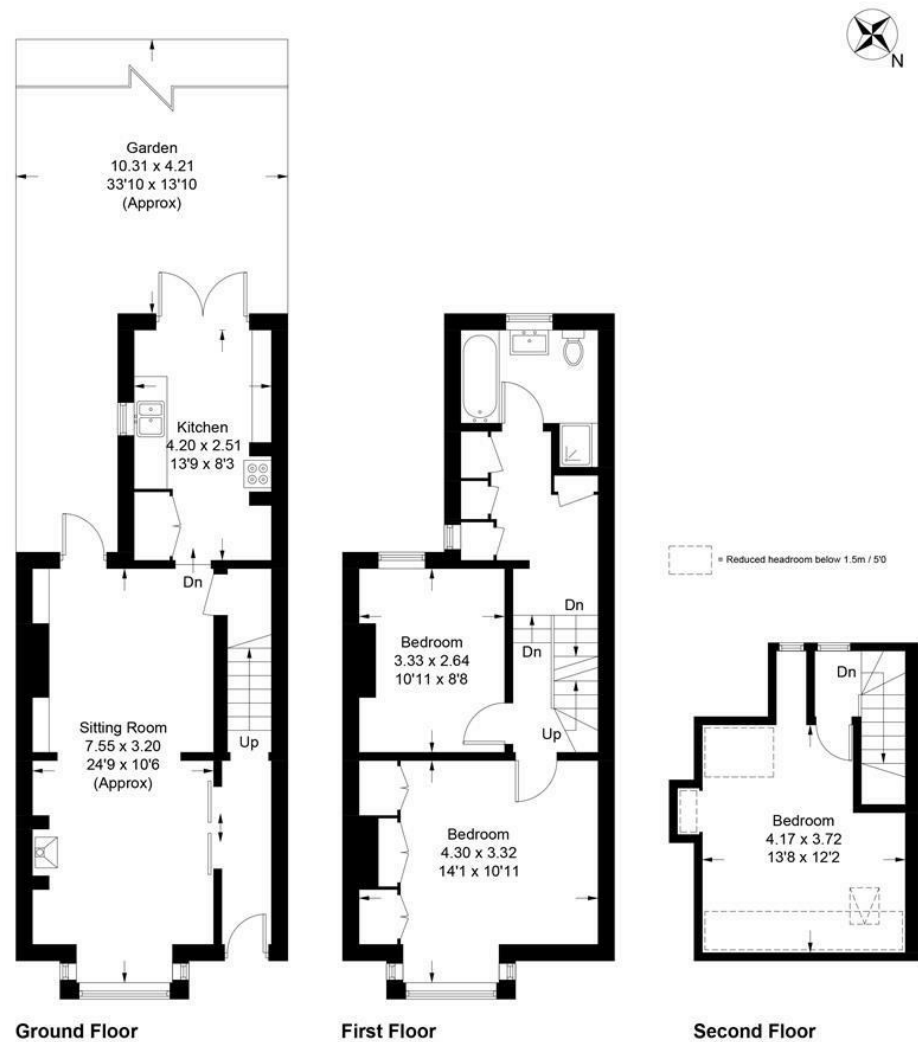 N
Garden
10.31 x 4.21
33'10 x 13'10
(Approx)
Kitchen
4.20 x 2.51
13'9 x 8'3
Dn
Sitting Room
7.55 x 3.20
24'9 x 10'6
(Approx)
Up
Ground Floor
Bedroom
3.33 x 2.64
10'11 x 8'8
Dn
Dn
Up
Bedroom
4.30 x 3.32
14'1 x 10'11
First Floor
= Reduced headroom below 1.5m / 5'0
Dn
Bedroom
4.17 x 3.72
13'8 x 12'2
Second Floor